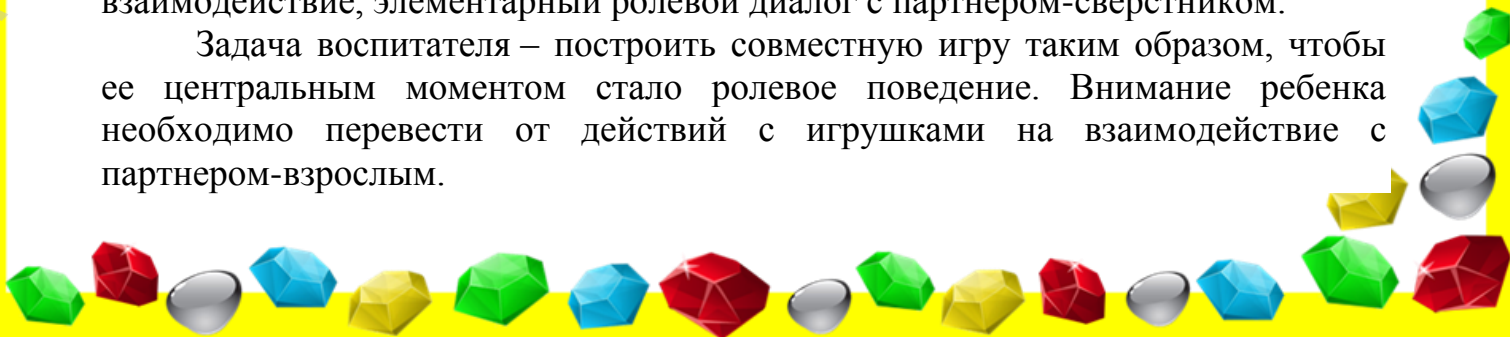 взаимодействие, элементарный ролевой диалог с партнером-сверстником.
Задача воспитателя – построить совместную игру таким образом, чтобы
ее центральным моментом стало ролевое поведение. Внимание ребенка
необходимо перевести от действий с игрушками на взаимодействие с
партнером-взрослым.